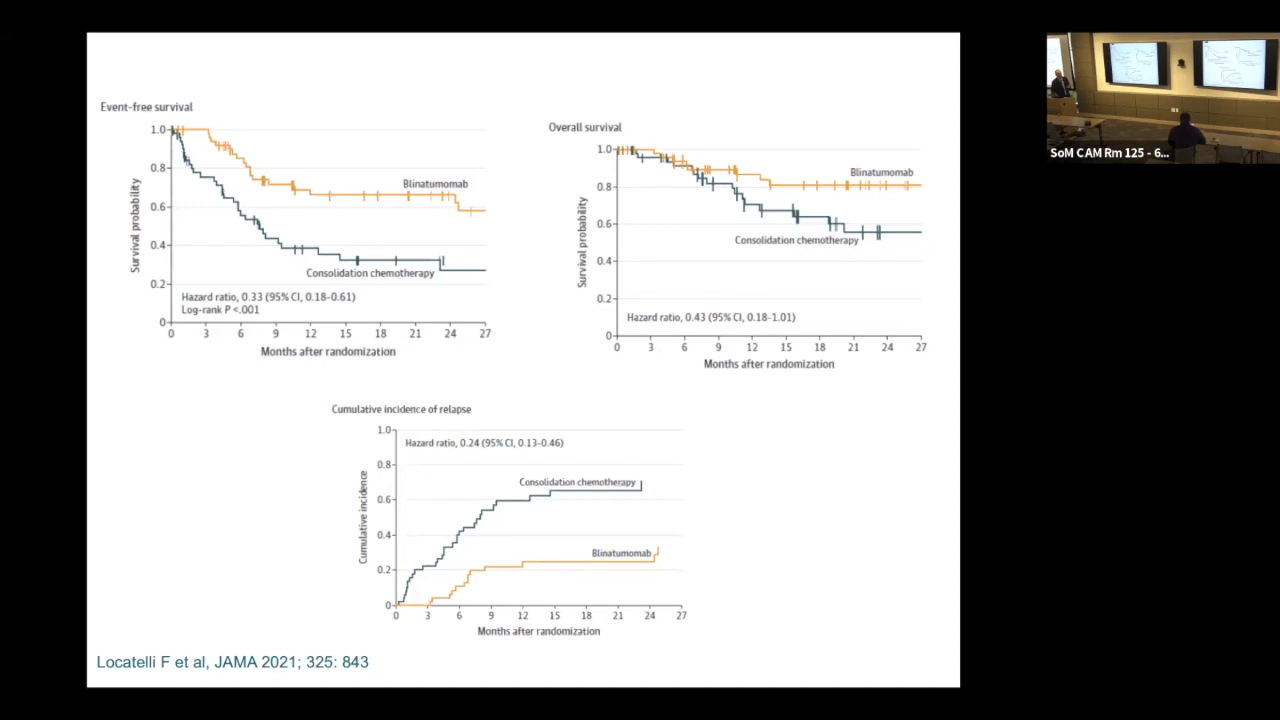 Event-free survival
1.0
0.8
0.6
0.4
0.2
0
Survival probability
Blinatumomab
Consolidation chemotherapy
Hazard ratio, 0.33 (95% CI, 0.18-0.61)
Log-rank P <.001
0 3 6 9 12 15 18 21 24 27
Months after randomization
Overall survival
1.0
0.8
0.6
0.4
0.2
0
Survival probability
Blinatumomab
Consolidation chemotherapy
Hazard ratio, 0.43 (95% CI, 0.18-1.01)
0 3 6 9 12 15 18 21 24 27
Months after randomization
Cumulative incidence of relapse
1.0
0.8
0.6
0.4
0.2
0
Cumulative incidence
Hazard ratio, 0.24 (95% CI, 0.13-0.46)
Consolidation chemotherapy
Blinatumomab
0 3 6 9 12 15 18 21 24 27
Months after randomization
Locatelli F et al, JAMA 2021; 325: 843
SoM CAM Rm 125 - 6...